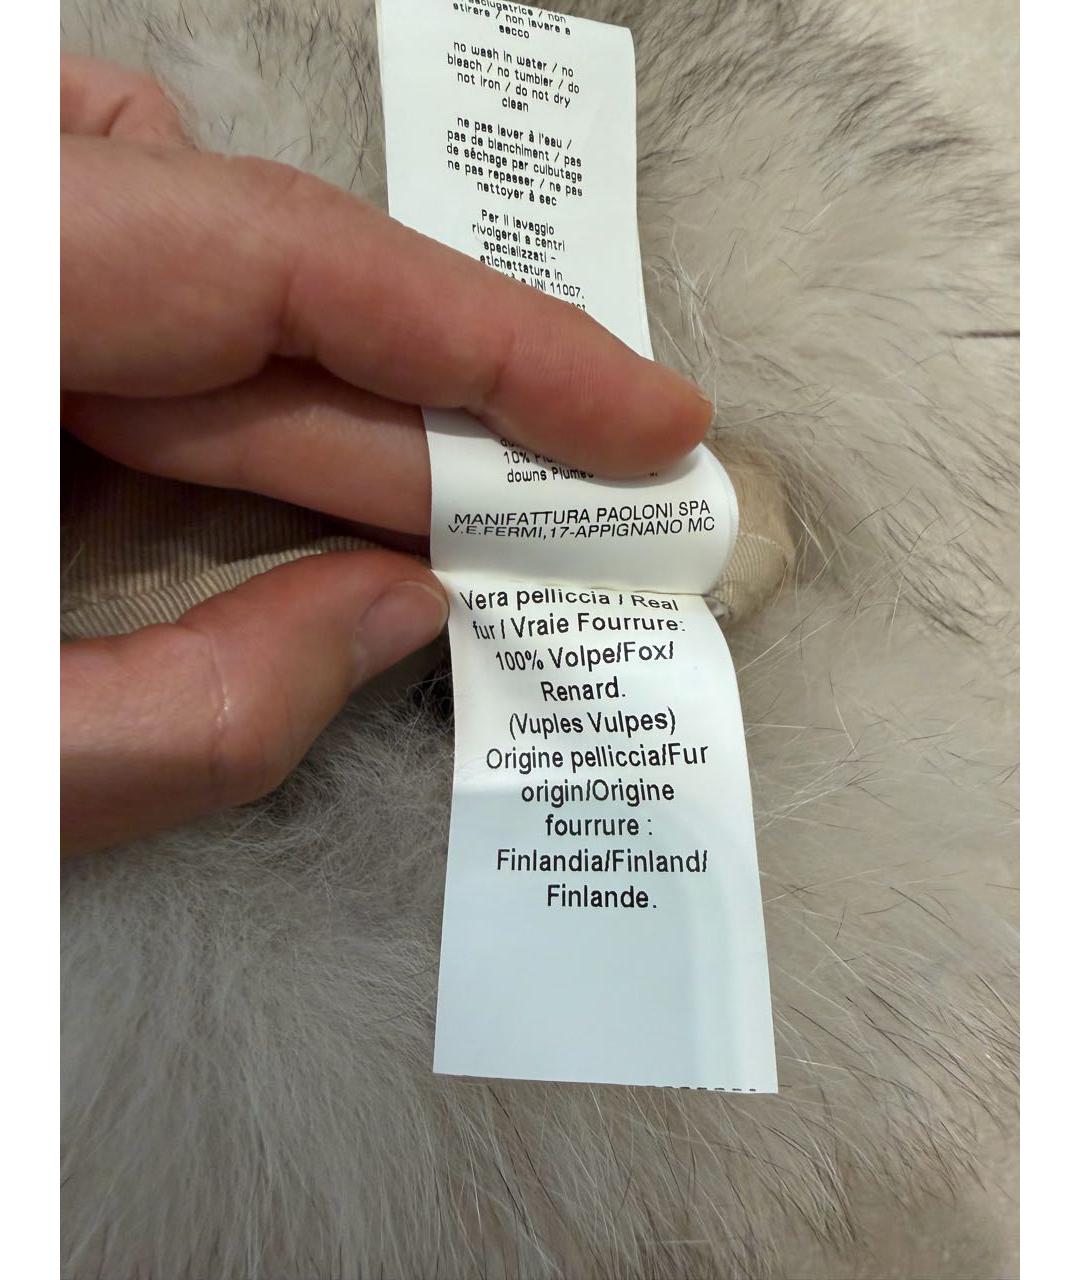 asciugatrice / non
stirare / non lavare a
secco
no wash in water / no
bleach / no tumbler / do
not iron / do not dry
clean
ne pas laver à l'eau /
pas de blanchiment / pas
de séchage par culbutage
ne pas repasser / ne pas
nettoyer à sec
Per il lavaggio
rivolgersi a centri
specializzati -
etichettatura in
UNI 11007.
10%
downs Plumes
MANIFATTURA PAOLONI SPA
V.E.FERMI,17-APPIGNANO MC
Vera pelliccia / Real
fur / Vraie Fourrure:
100% Volpe/Fox/
Renard.
(Vuples Vulpes)
Origine pelliccia/Fur
origin/Origine
fourrure :
Finlandia/Finland/
Finlande.